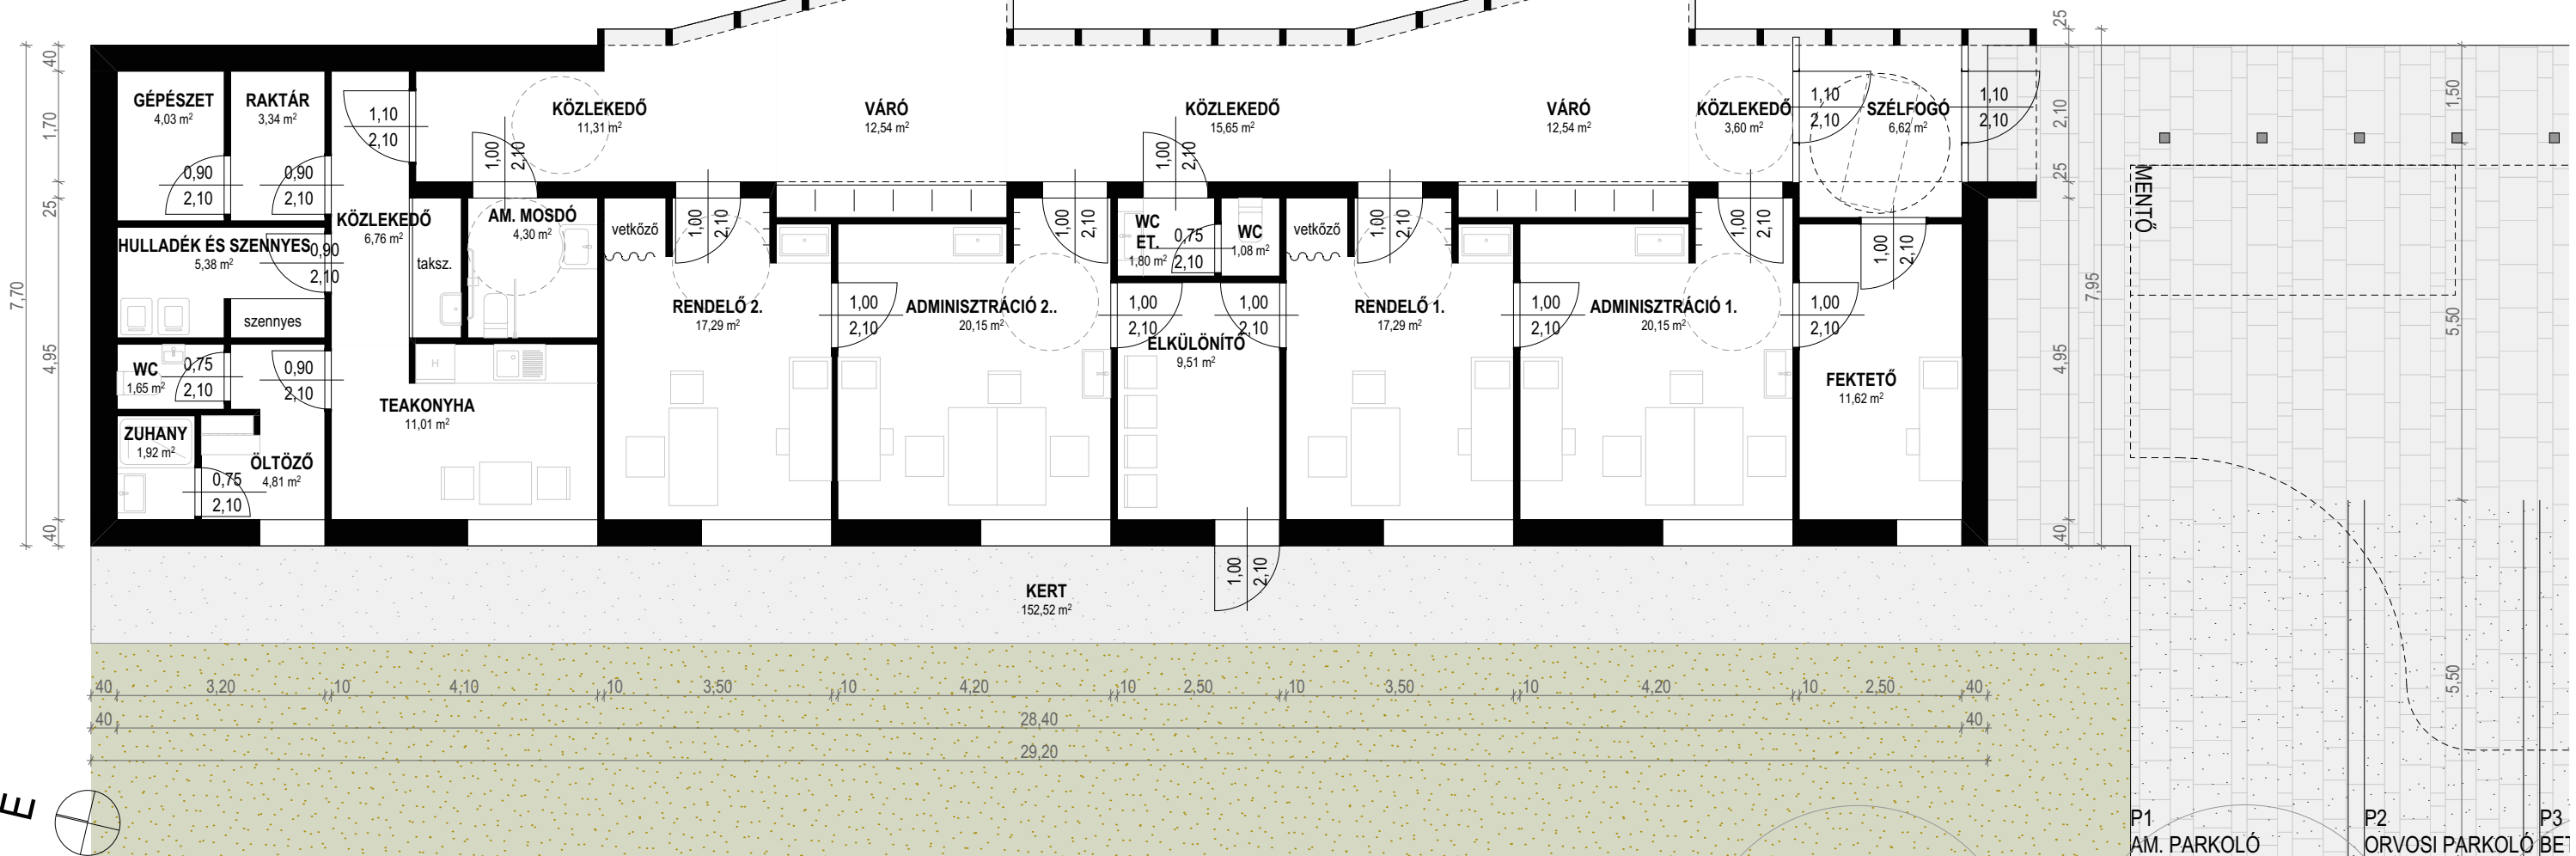 GÉPÉSZET
4,03 m²
RAKTÁR
3,34 m²
KÖZLEKEDŐ
11,31 m²
VÁRÓ
12,54 m²
KÖZLEKEDŐ
15,65 m²
VÁRÓ
12,54 m²
KÖZLEKEDŐ
3,60 m²
SZÉLFOGÓ
6,62 m²
1,10
2,10
1,10
2,10
1,10
2,10
0,90
2,10
0,90
2,10
1,00
2,10
1,00
2,10
KÖZLEKEDŐ
6,76 m²
AM. MOSDÓ
4,30 m²
vetkőző
1,00
2,10
1,00
2,10
WC
ET.
1,80 m²
0,75
2,10
WC
1,08 m²
vetkőző
1,00
2,10
1,00
2,10
1,00
2,10
HULLADÉK ÉS SZENNYES
5,38 m²
0,90
2,10
taksz.
szennyes
RENDELŐ 2.
17,29 m²
1,00
2,10
ADMINISZTRÁCIÓ 2..
20,15 m²
1,00
2,10
ELKÜLÖNÍTŐ
9,51 m²
1,00
2,10
RENDELŐ 1.
17,29 m²
1,00
2,10
ADMINISZTRÁCIÓ 1.
20,15 m²
1,00
2,10
FEKTETŐ
11,62 m²
WC
1,65 m²
0,75
2,10
0,90
2,10
H
TEAKONYHA
11,01 m²
ZUHANY
1,92 m²
ÖLTÖZŐ
4,81 m²
0,75
2,10
1,00
2,10
KERT
152,52 m²
MENTŐ
40
1,70
25
4,95
40
7,70
25
2,10
25
4,95
40
7,95
1,50
5,50
5,50
40
3,20
10
4,10
10
3,50
10
4,20
10
2,50
10
3,50
10
4,20
10
2,50
40
40
28,40
40
29,20
É
P1
AM. PARKOLÓ
P2
ORVOSI PARKOLÓ
P3